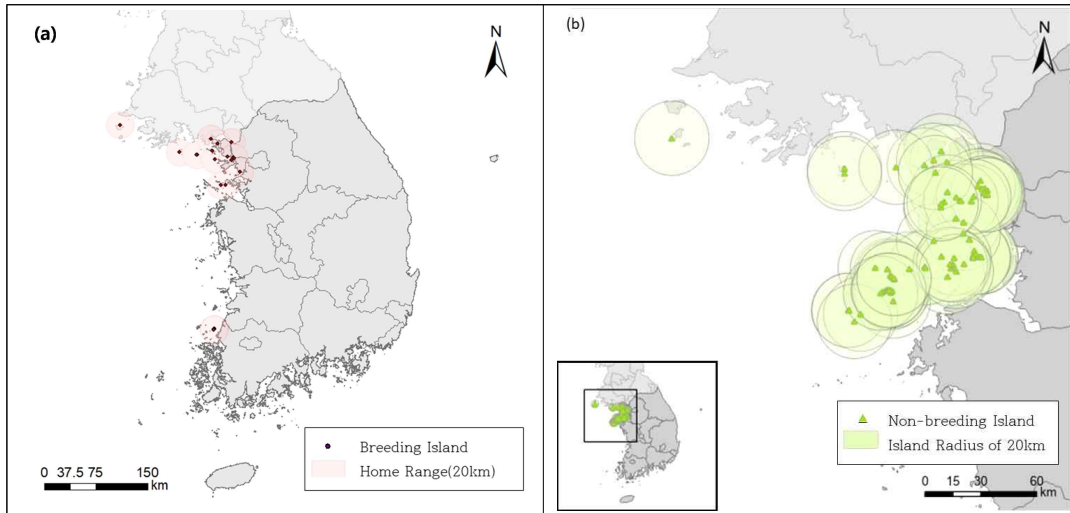 (a)
N
Breeding Island
Home Range(20km)
0 37.5 75 150
km
(b)
N
Non-breeding Island
Island Radius of 20km
0 15 30 60
km